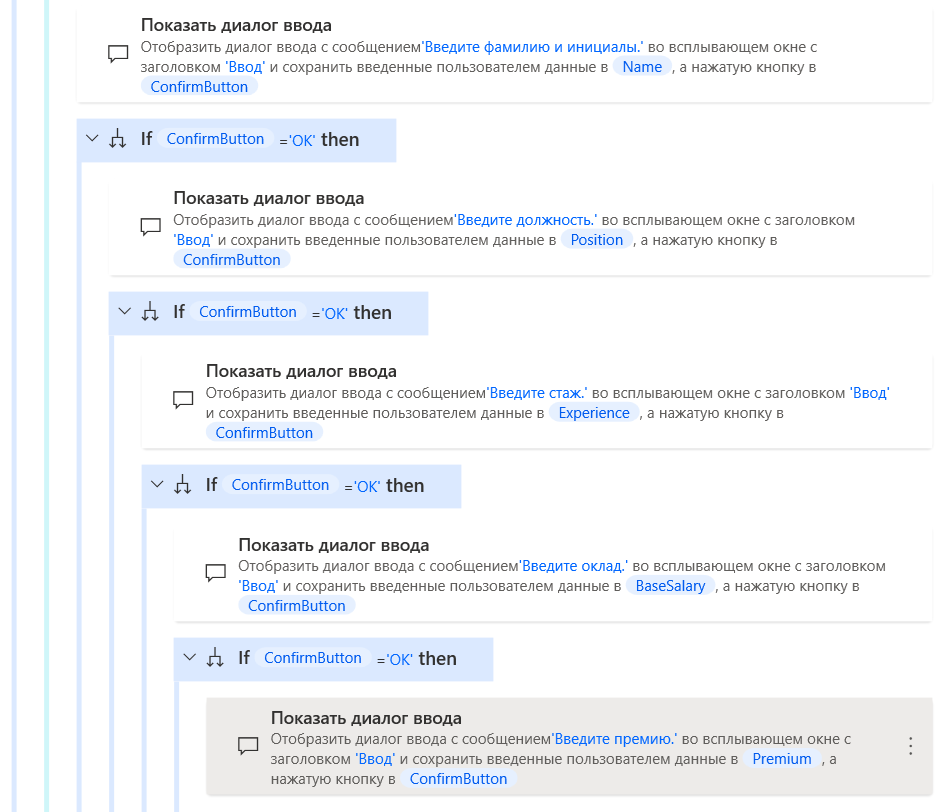 Показать диалог ввода
Отобразить диалог ввода с сообщением'Введите фамилию и инициалы.' во всплывающем окне с
заголовком 'Ввод' и сохранить введенные пользователем данные в Name , а нажатую кнопку в
ConfirmButton
If ConfirmButton ='OK' then
Показать диалог ввода
Отобразить диалог ввода с сообщением'Введите должность.' во всплывающем окне с заголовком
'Ввод' и сохранить введенные пользователем данные в Position , а нажатую кнопку в
ConfirmButton
If ConfirmButton ='OK' then
Показать диалог ввода
Отобразить диалог ввода с сообщением'Введите стаж.' во всплывающем окне с заголовком 'Ввод'
и сохранить введенные пользователем данные в Experience , а нажатую кнопку в
ConfirmButton
If ConfirmButton ='OK' then
Показать диалог ввода
Отобразить диалог ввода с сообщением'Введите оклад.' во всплывающем окне с заголовком
'Ввод' и сохранить введенные пользователем данные в BaseSalary , а нажатую кнопку в
ConfirmButton
If ConfirmButton ='OK' then
Показать диалог ввода
Отобразить диалог ввода с сообщением'Введите премию.' во всплывающем окне с
заголовком 'Ввод' и сохранить введенные пользователем данные в Premium , а
нажатую кнопку в ConfirmButton